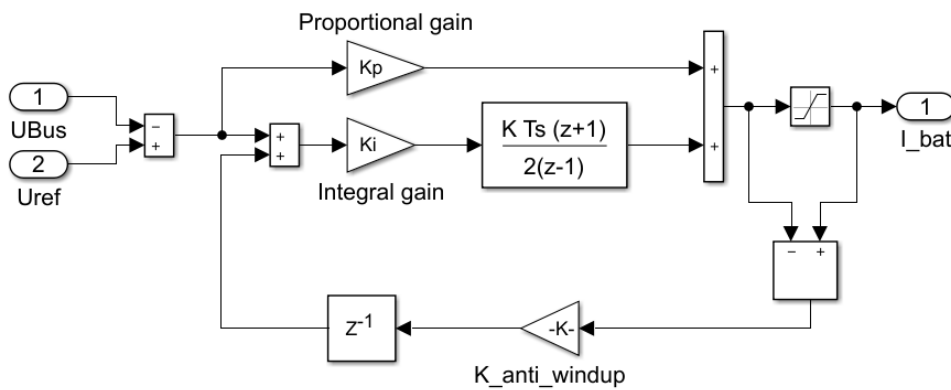 Proportional gain
Kp
1
UBus
−
+
2
Uref
+
+
Ki
Integral gain
K Ts (z+1)
2(z-1)
+
+
1
I_bat
− +
Z-1
-K-
K_anti_windup